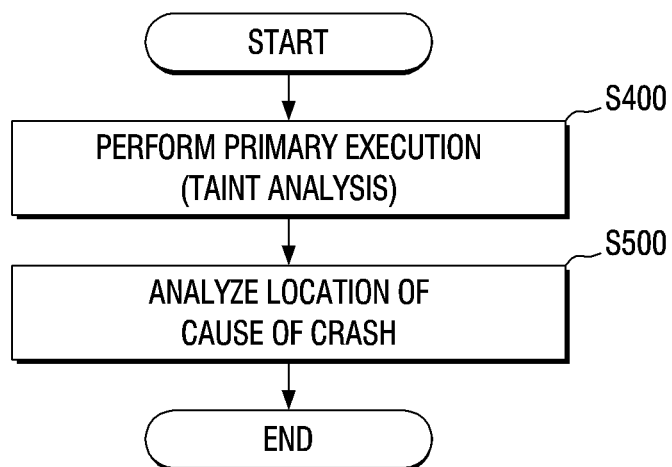 START
S400
PERFORM PRIMARY EXECUTION
(TAINT ANALYSIS)
S500
ANALYZE LOCATION OF
CAUSE OF CRASH
END